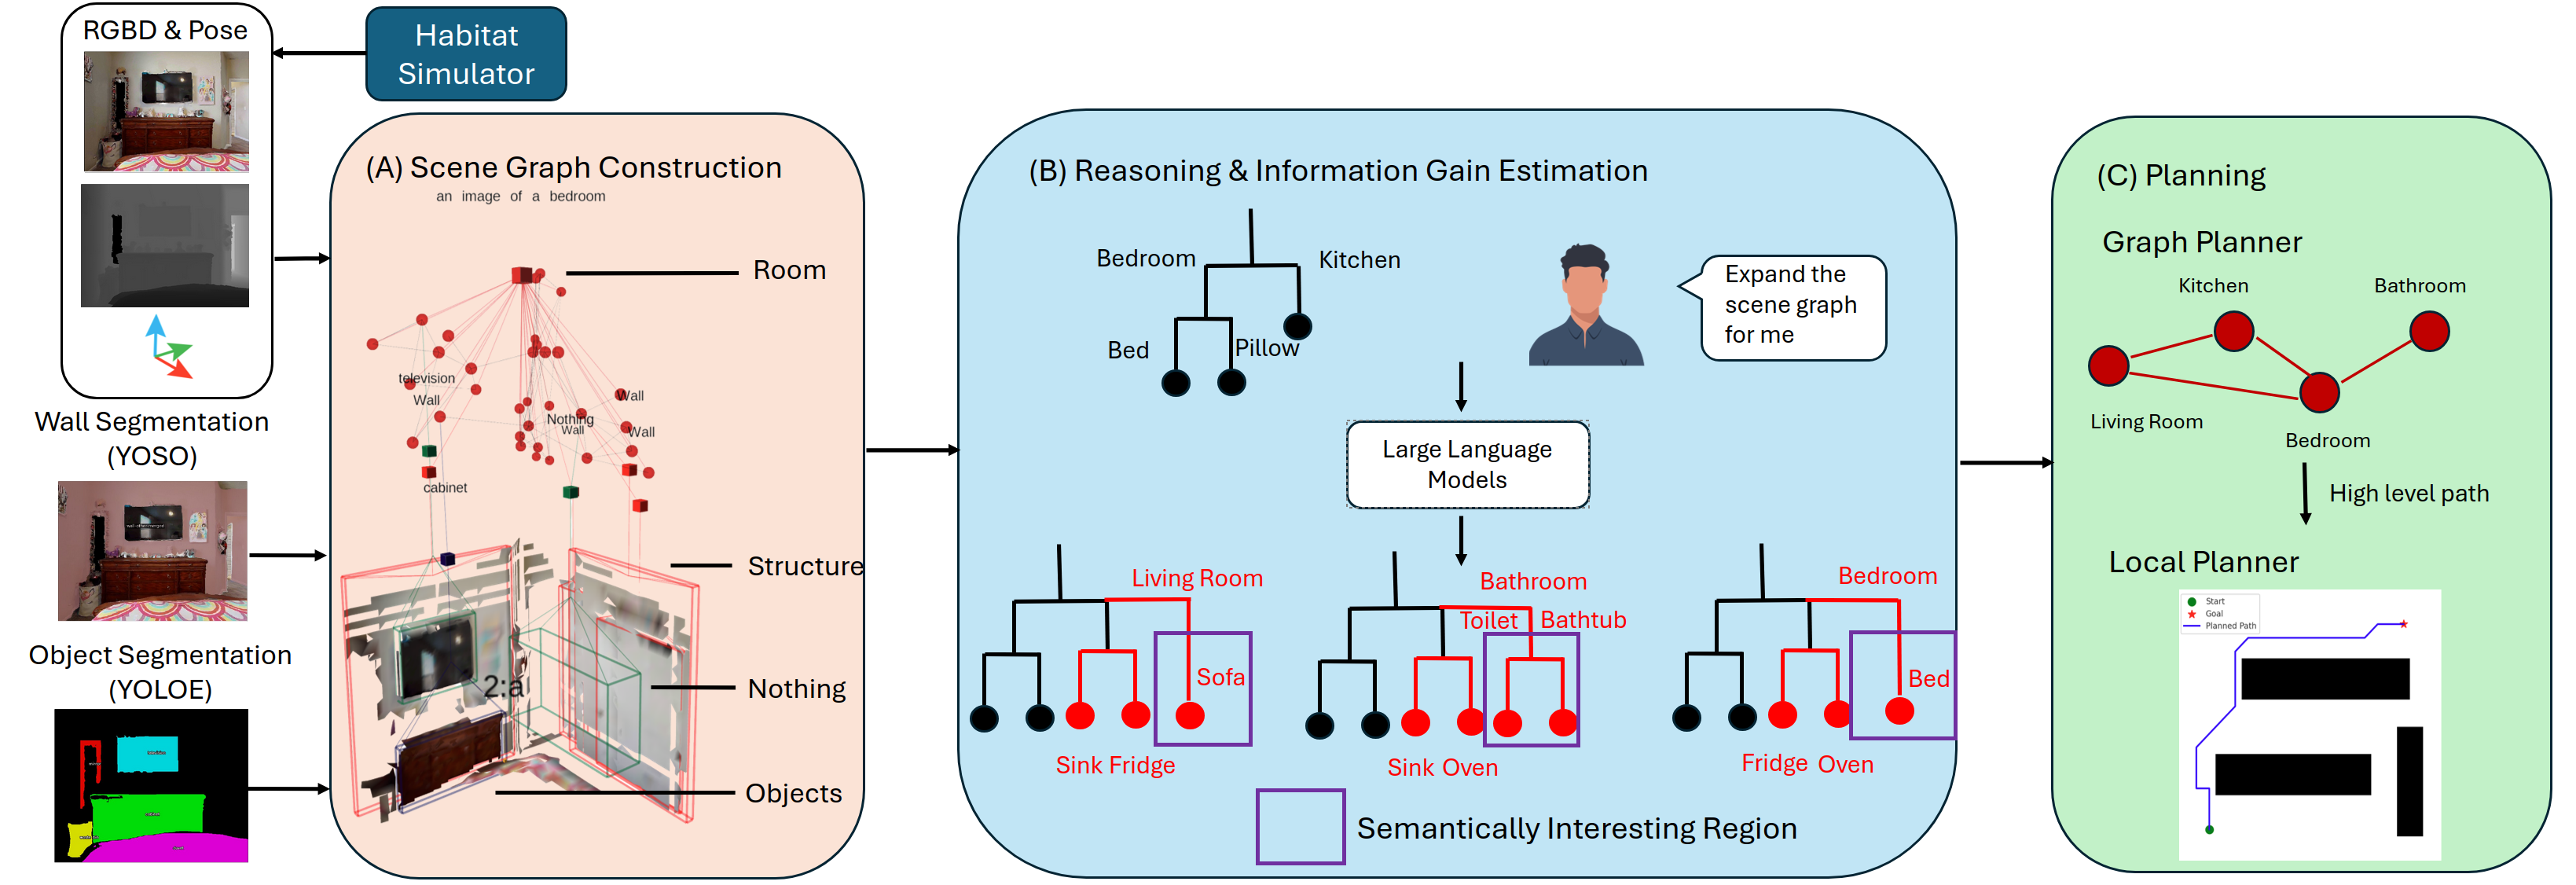 RGBD & Pose
Habitat
Simulator
Wall Segmentation
(YOSO)
Object Segmentation
(YOLOE)
(A) Scene Graph Construction
an image of a bedroom
Room
television
Wall
Wall
Nothing
Wall
Wall
cabinet
Structure
2:a
Nothing
Objects
(B) Reasoning & Information Gain Estimation
Bedroom
Kitchen
Bed
Pillow
Expand the
scene graph
for me
Large Language
Models
Living Room
Sofa
Sink Fridge
Bathroom
Toilet
Bathtub
Sink Oven
Bedroom
Bed
Fridge Oven
Semantically Interesting Region
(C) Planning
Graph Planner
Kitchen
Bathroom
Living Room
Bedroom
High level path
Local Planner
Start
Goal
Planned Path